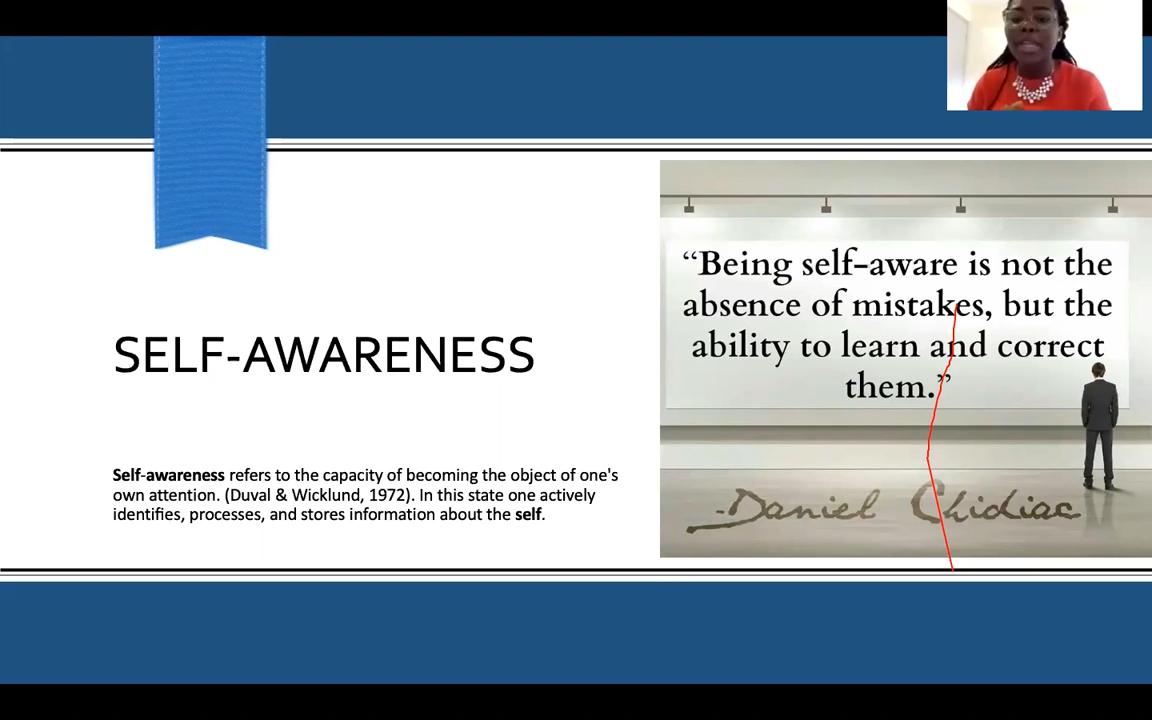 SELF-AWARENESS
Self-awareness refers to the capacity of becoming the object of one's
own attention. (Duval & Wicklund, 1972). In this state one actively
identifies, processes, and stores information about the self.
“Being self-aware is not the
absence of mistakes, but the
ability to learn and correct
them.”
-Daniel Chidiac